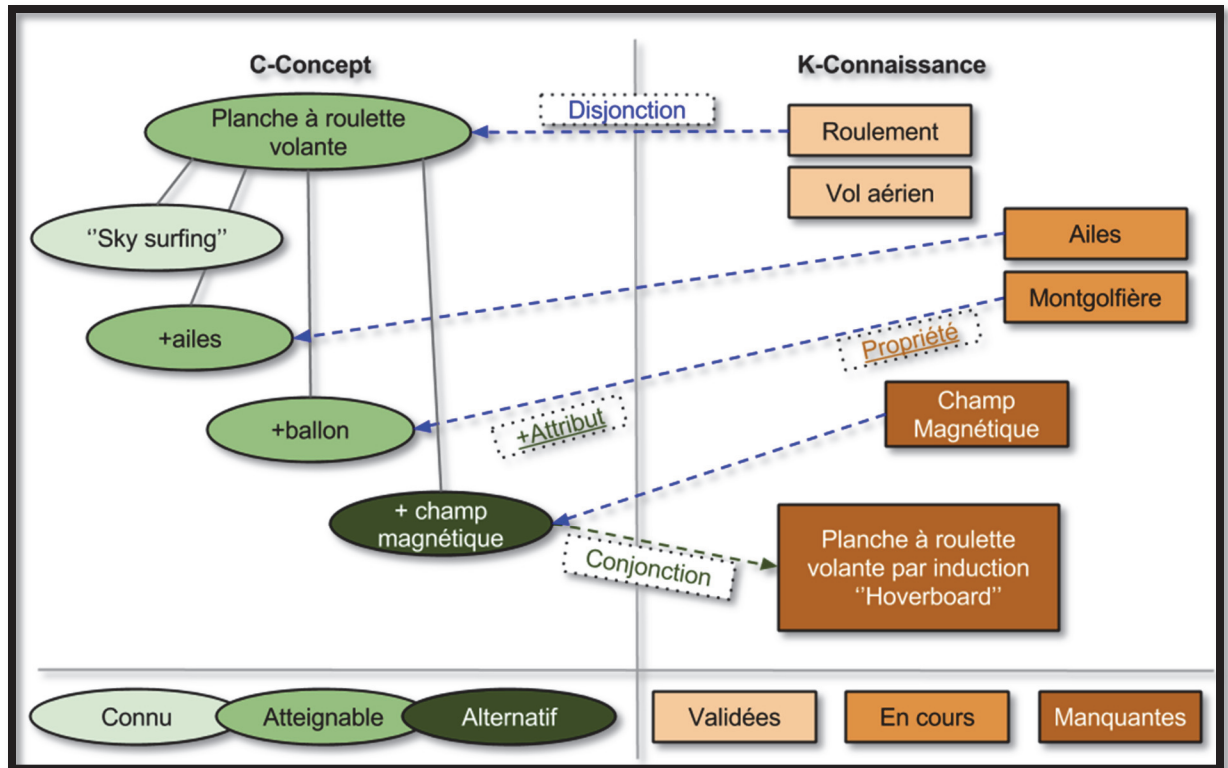 C-Concept
K-Connaissance
Planche à roulette
volante
Disjonction
Roulement
Vol aérien
‘‘Sky surfing’’
Ailes
+ailes
Montgolfière
Propriété
+ballon
+Attribut
Champ
Magnétique
+ champ
magnétique
Conjonction
Planche à roulette
volante par induction
‘‘Hoverboard’’
Connu
Atteignable
Alternatif
Validées
En cours
Manquantes